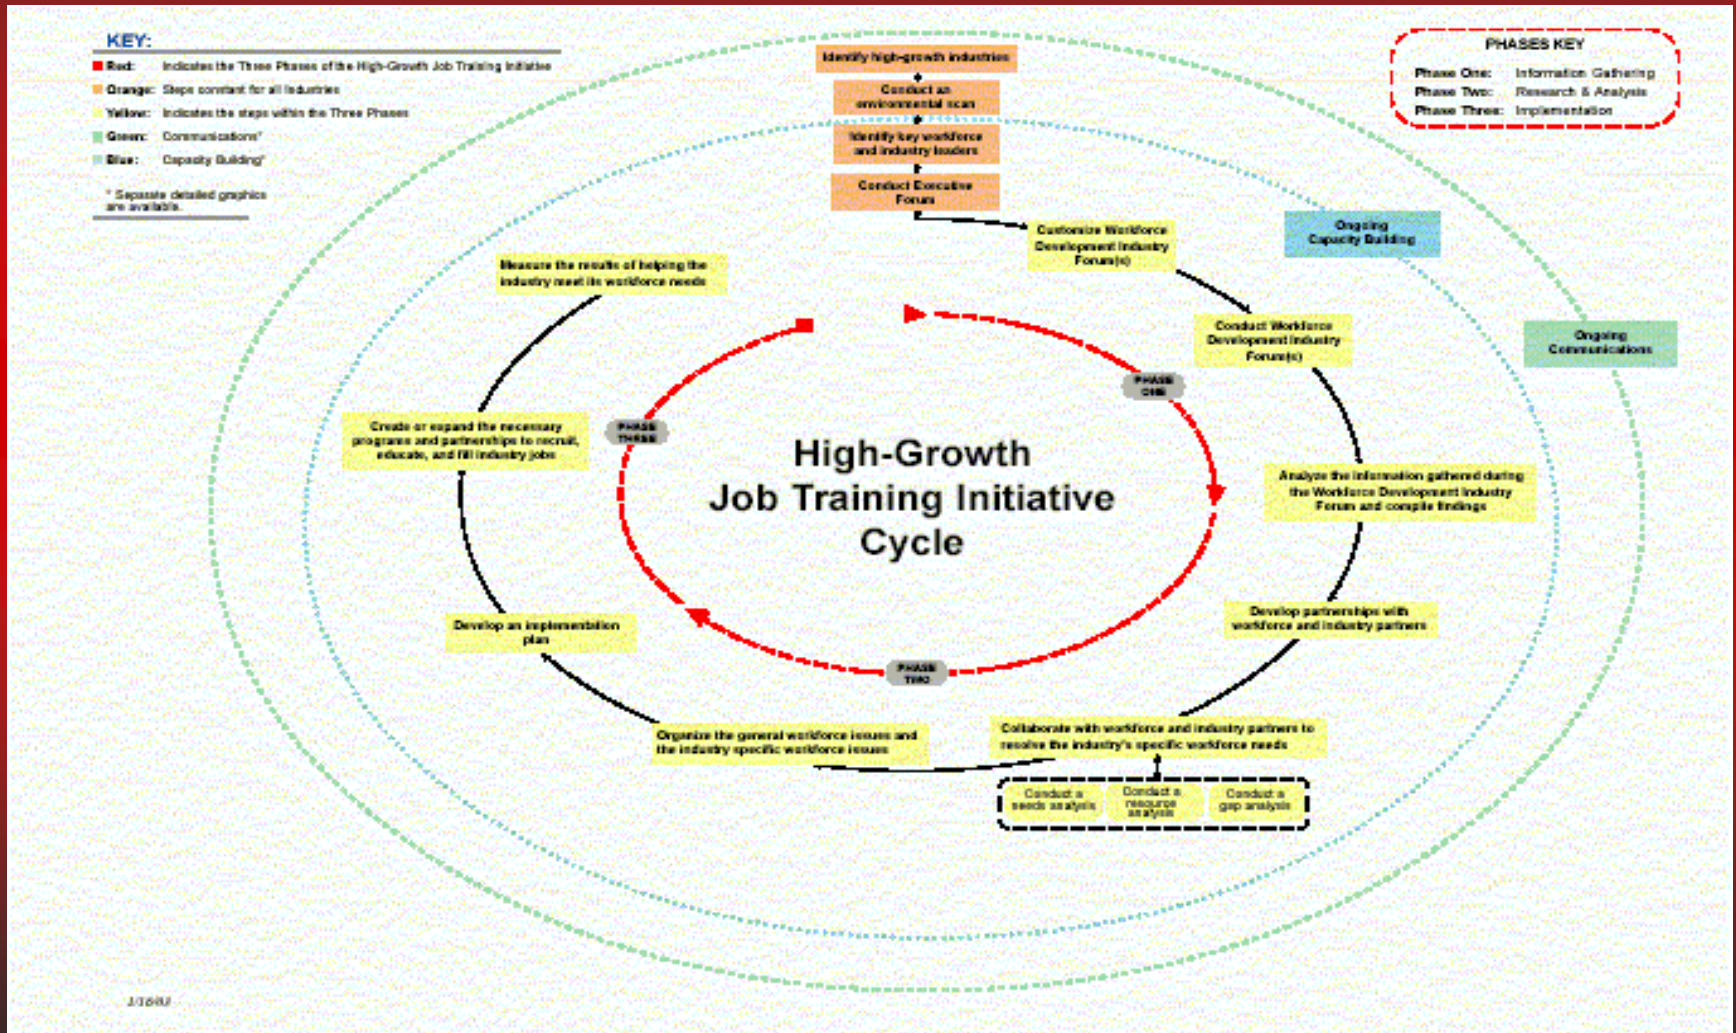 KEY:
Red: Indicates the Three Phases of the High-Growth Job Training Initiative
Orange: Steps constant for all Industries
Yellow: Indicates the steps within the Three Phases
Green: Communications*
Blue: Capacity Building*
* Separate detailed graphics
are available.
PHASES KEY
Phase One: Information Gathering
Phase Two: Research & Analysis
Phase Three: Implementation
Identify high-growth industries
Conduct an
environmental scan
Identify key workforce
and industry leaders
Conduct Executive
Forum
Customize Workforce
Development Industry
Forum(s)
Ongoing
Capacity Building
Conduct Workforce
Development Industry
Forum(s)
Ongoing
Communications
Analyze the information gathered during
the Workforce Development Industry
Forum and compile findings
Develop partnerships with
workforce and industry partners
Collaborate with workforce and industry partners to
resolve the industry's specific workforce needs
Conduct a
needs analysis
Conduct a
resource
analysis
Conduct a
gap analysis
Organize the general workforce issues and
the industry specific workforce issues
Develop an implementation
plan
Create or expand the necessary
programs and partnerships to recruit,
educate, and fill industry jobs
Measure the results of helping the
industry meet its workforce needs
PHASE
ONE
PHASE
TWO
PHASE
THREE
High-Growth
Job Training Initiative
Cycle